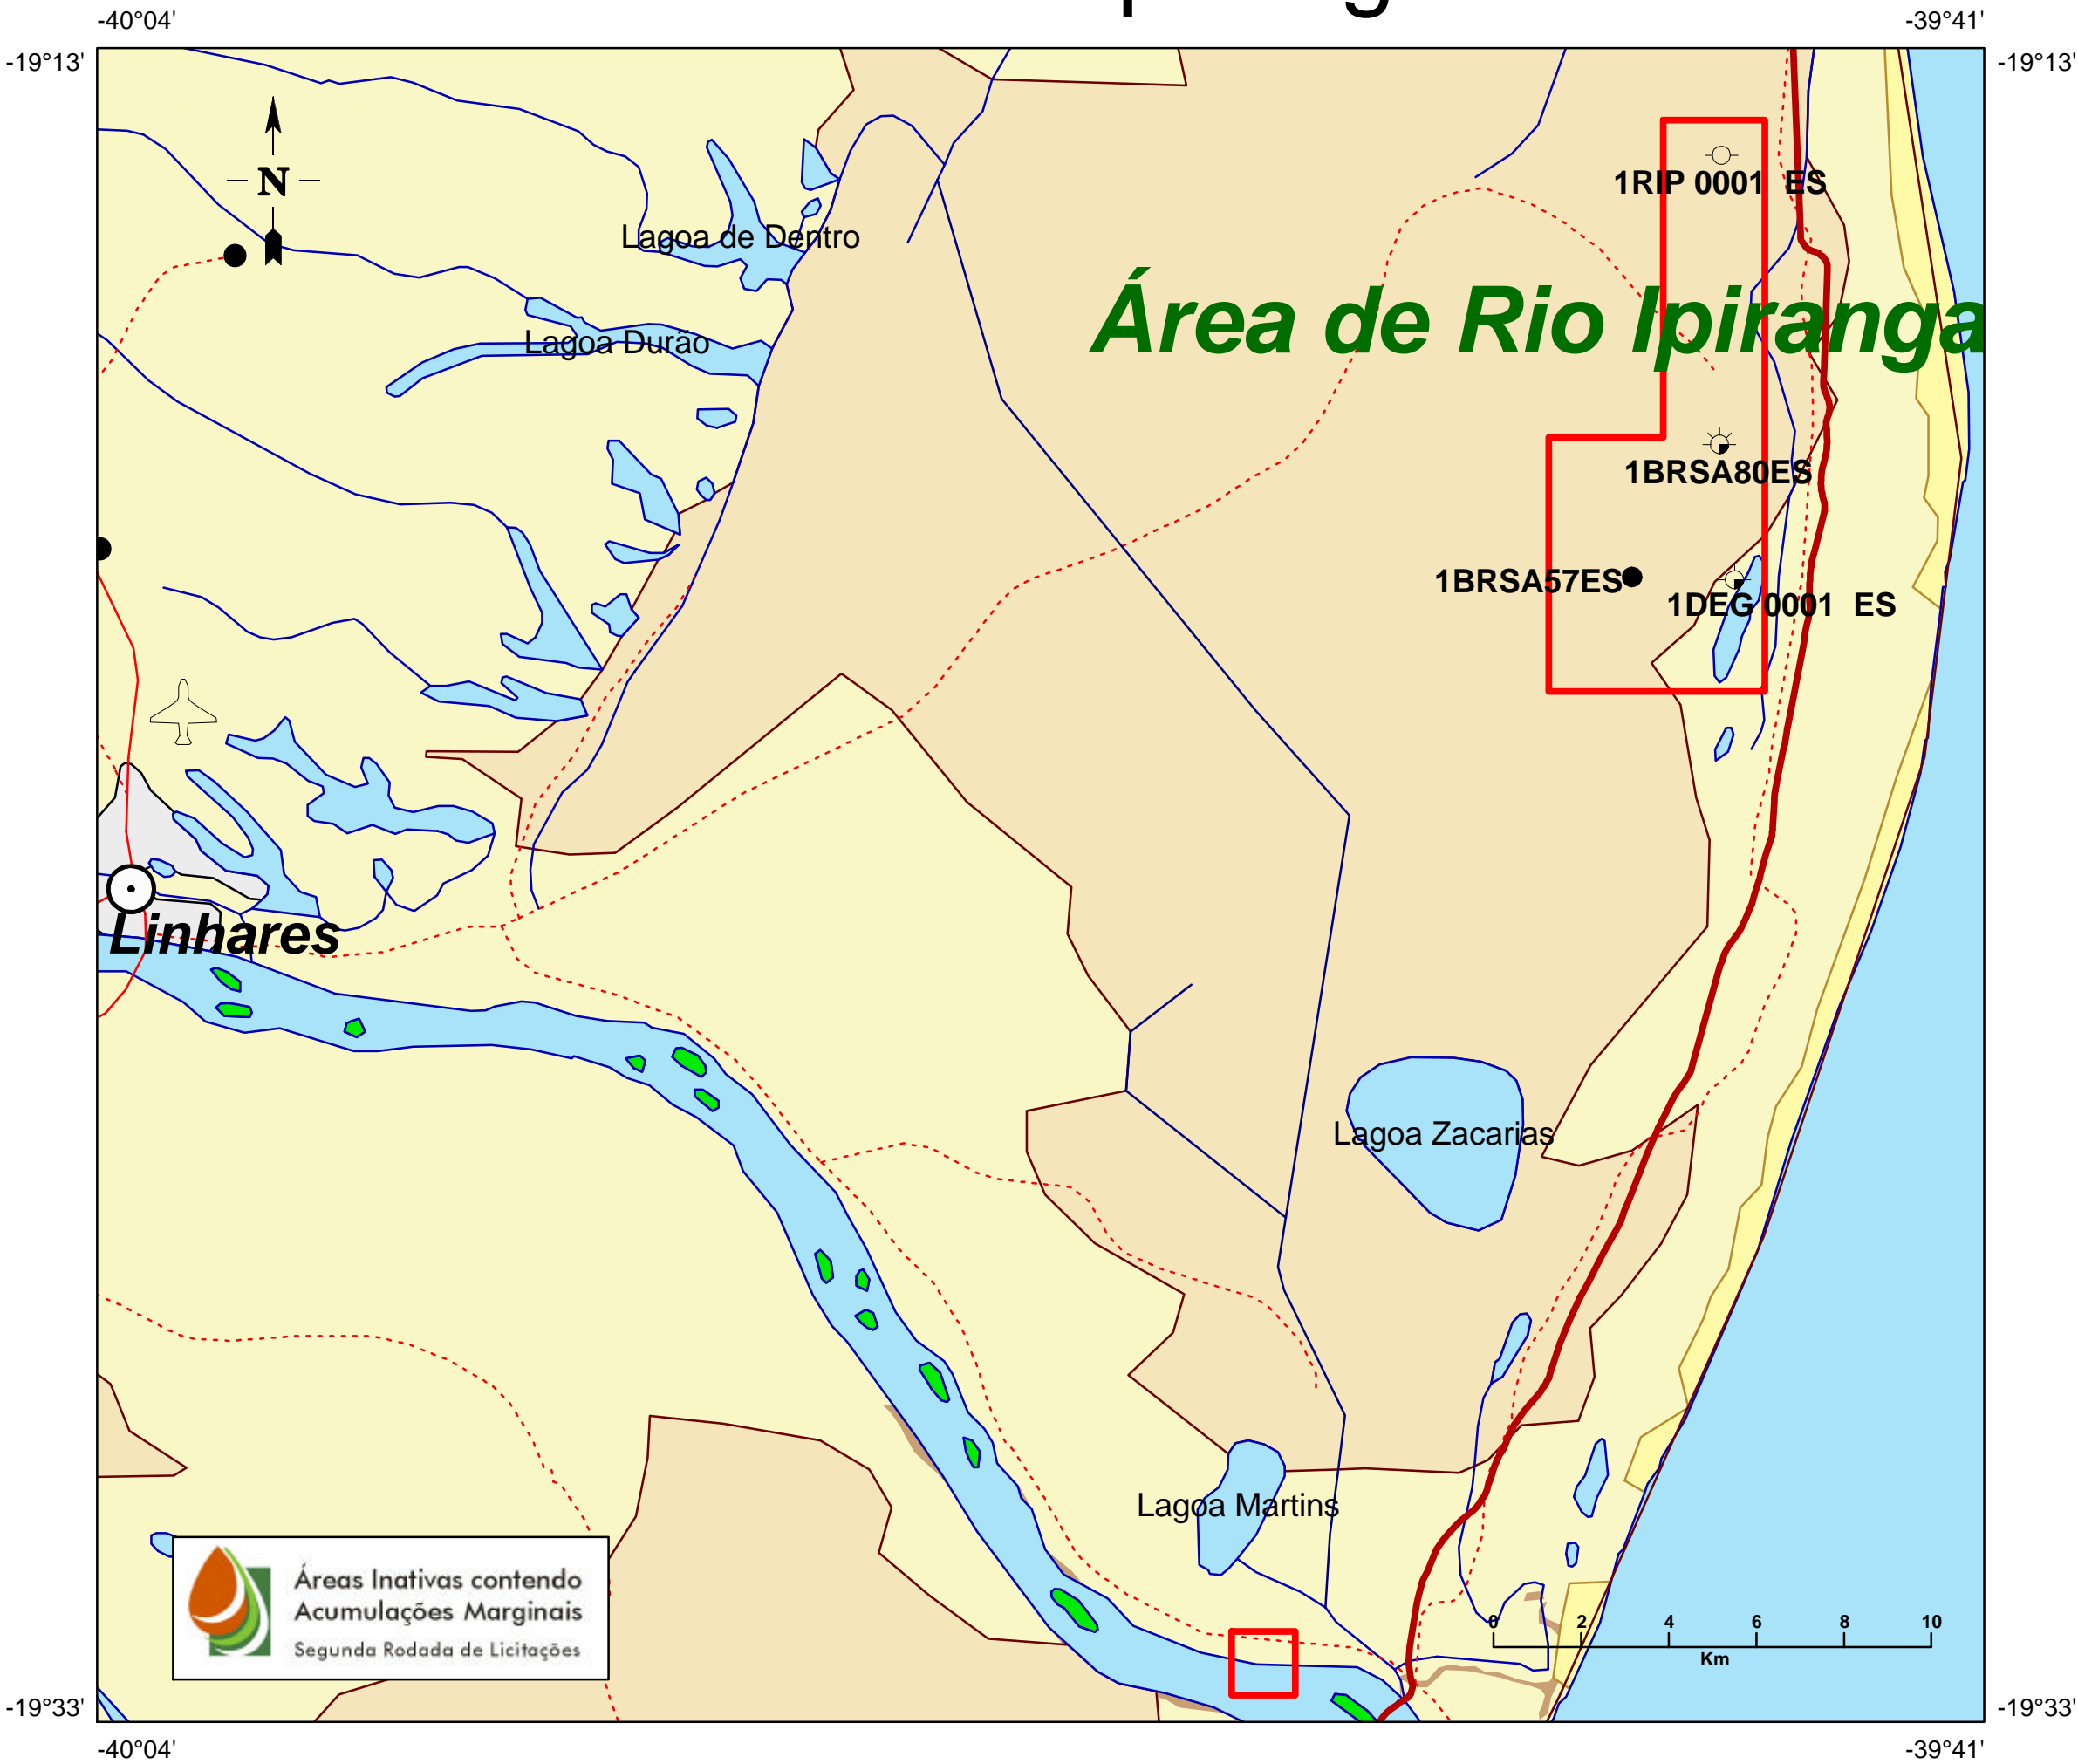 -40°04'
-39°41'
-19°13'
-19°13'
N
1RIP 0001 ES
Lagoa de Dentro
Área de Rio Ipiranga
Lagoa Durão
1BRSA80ES
1BRSA57ES
1DEG 0001 ES
Linhares
Lagoa Zacarias
Lagoa Martins
Áreas Inativas contendo
Acumulações Marginais
Segunda Rodada de Licitações
0 2 4 6 8 10
Km
-19°33'
-19°33'
-40°04'
-39°41'